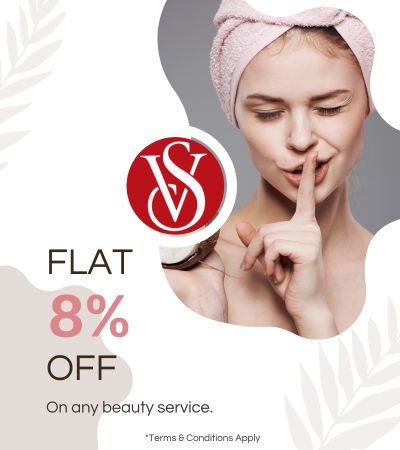 VS
FLAT
8%
OFF
On any beauty service.
*Terms & Conditions Apply